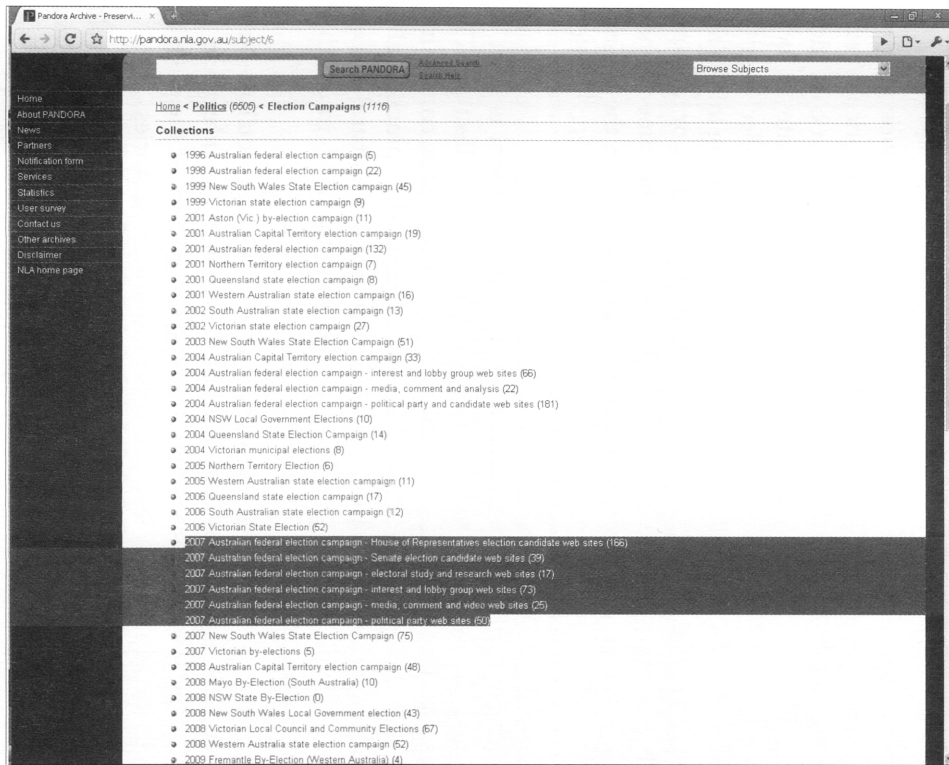 Pandora Archive - Preservi...
http://pandora.nla.gov.au/subject/6
Search PANDORA
Advanced Search
Search Help
Browse Subjects
Home
About PANDORA
News
Partners
Notification form
Services
Statistics
User survey
Contact us
Other archives
Disclaimer
NLA home page
Home < Politics (6505) < Election Campaigns (1116)
Collections
1996 Australian federal election campaign (5)
1998 Australian federal election campaign (22)
1999 New South Wales State Election campaign (45)
1999 Victorian state election campaign (9)
2001 Aston (Vic.) by-election campaign (11)
2001 Australian Capital Territory election campaign (19)
2001 Australian federal election campaign (132)
2001 Northern Territory election campaign (7)
2001 Queensland state election campaign (8)
2001 Western Australian state election campaign (16)
2002 South Australian state election campaign (13)
2002 Victorian state election campaign (27)
2003 New South Wales State Election Campaign (51)
2004 Australian Capital Territory election campaign (33)
2004 Australian federal election campaign - interest and lobby group web sites (66)
2004 Australian federal election campaign - media, comment and analysis (22)
2004 Australian federal election campaign - political party and candidate web sites (181)
2004 NSW Local Government Elections (10)
2004 Queensland State Election Campaign (14)
2004 Victorian municipal elections (8)
2005 Northern Territory Election (6)
2005 Western Australian state election campaign (11)
2006 Queensland state election campaign (17)
2006 South Australian state election campaign (12)
2006 Victorian State Election (52)
2007 Australian federal election campaign - House of Representatives election candidate web sites (166)
2007 Australian federal election campaign - Senate election candidate web sites (39)
2007 Australian federal election campaign - electoral study and research web sites (17)
2007 Australian federal election campaign - interest and lobby group web sites (73)
2007 Australian federal election campaign - media, comment and video web sites (25)
2007 Australian federal election campaign - political party web sites (50)
2007 New South Wales State Election Campaign (75)
2007 Victorian by-elections (5)
2008 Australian Capital Territory election campaign (48)
2008 Mayo By-Election (South Australia) (10)
2008 NSW State By-Election (0)
2008 New South Wales Local Government election (43)
2008 Victorian Local Council and Community Elections (67)
2008 Western Australia state election campaign (52)
2009 Fremantle By-Election (Western Australia) (4)